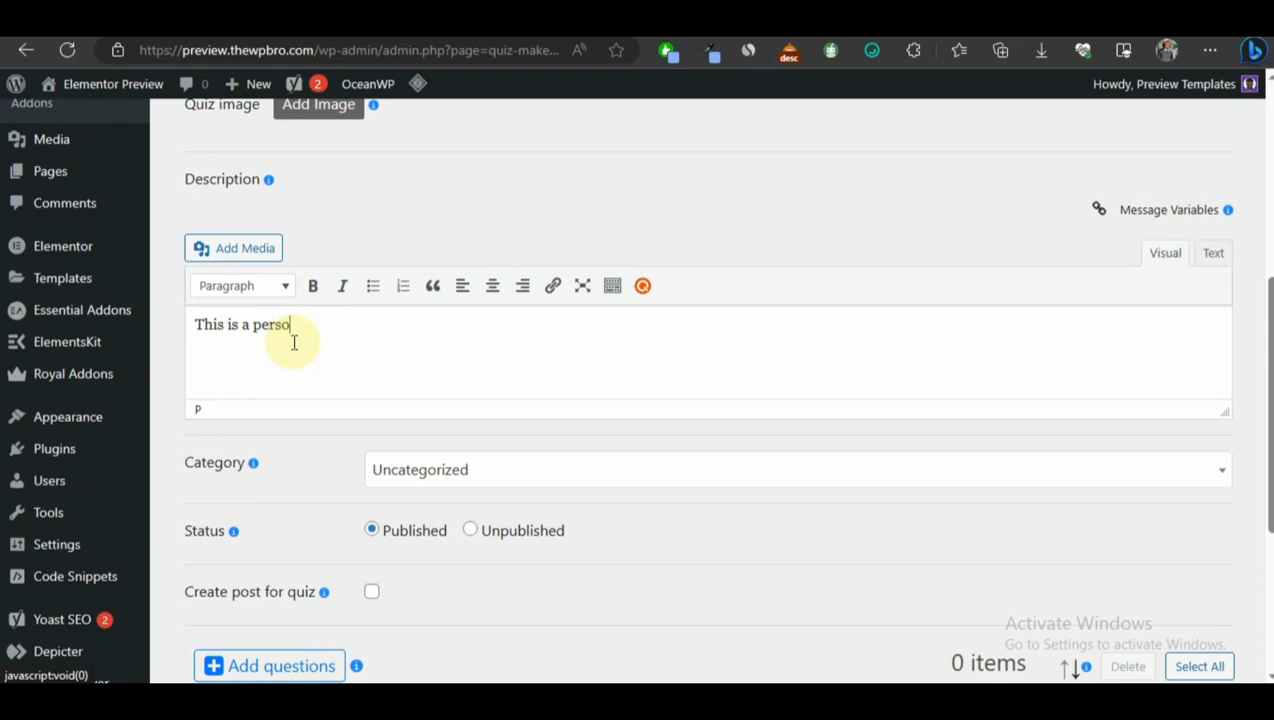 https://preview.thewpbro.com/wp-admin/admin.php?page=quiz-make...
desc
Elementor Preview
0
New
2
OceanWP
Howdy, Preview Templates
Addons
Media
Pages
Comments
Elementor
Templates
Essential Addons
ElementsKit
Royal Addons
Appearance
Plugins
Users
Tools
Settings
Code Snippets
Yoast SEO 2
Depicter
javascript:void(0)
Quiz image
Add Image
Description
Message Variables
Add Media
Visual
Text
Paragraph
This is a perso
P
Category
Uncategorized
Status
Published
Unpublished
Create post for quiz
Activate Windows
Go to Settings to activate Windows.
Add questions
0 items
Delete
Select All